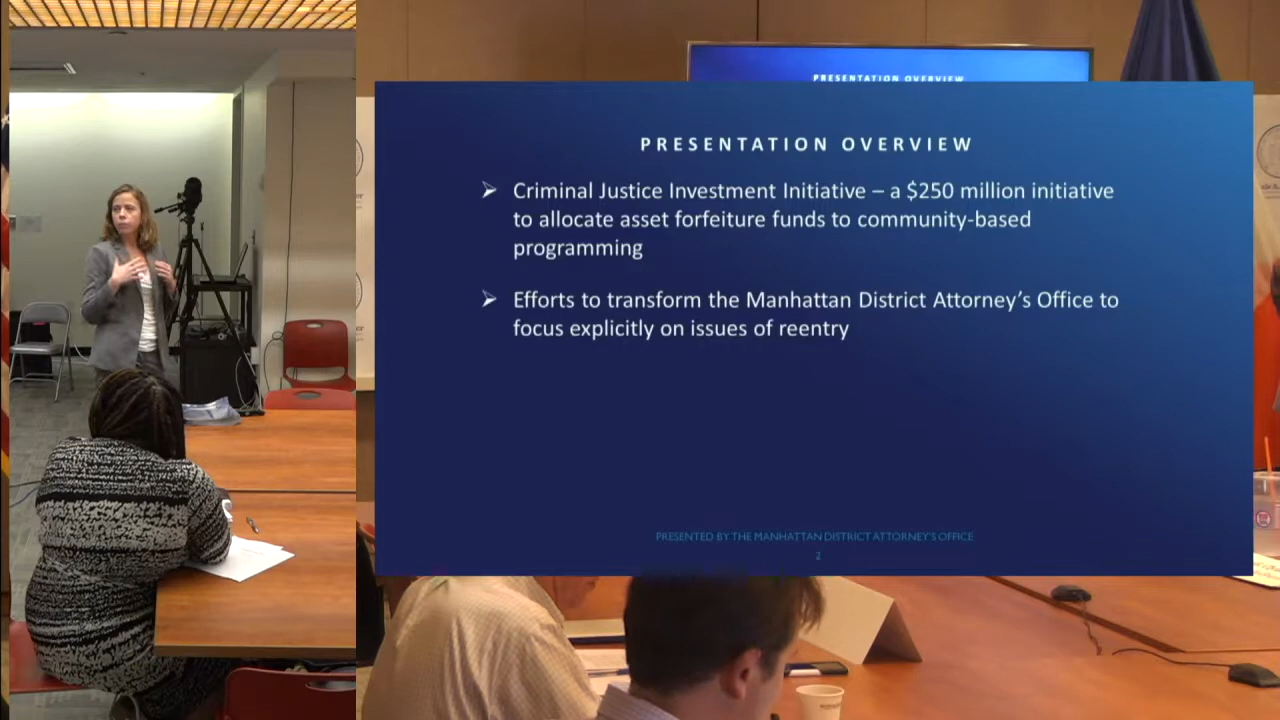 PRESENTATION OVERVIEW
PRESENTATION OVERVIEW
➢ Criminal Justice Investment Initiative – a $250 million initiative
to allocate asset forfeiture funds to community-based
programming
➢ Efforts to transform the Manhattan District Attorney’s Office to
focus explicitly on issues of reentry
PRESENTED BY THE MANHATTAN DISTRICT ATTORNEY'S OFFICE
2